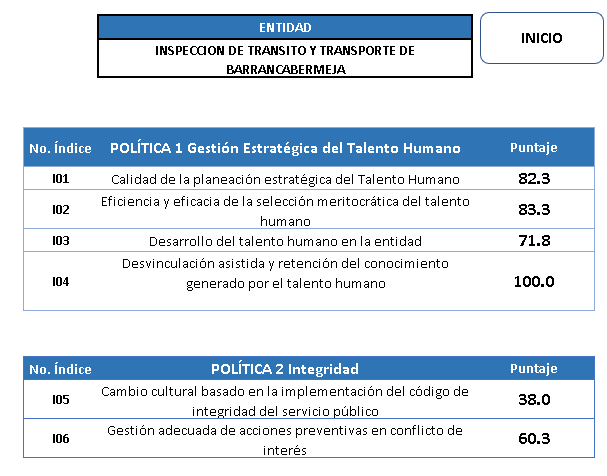 ENTIDAD
INSPECCION DE TRANSITO Y TRANSPORTE DE
BARRANCABERMEJA
INICIO
No. Índice POLÍTICA 1 Gestión Estratégica del Talento Humano Puntaje
I01 Calidad de la planeación estratégica del Talento Humano 82.3
I02 Eficiencia y eficacia de la selección meritocrática del talento
humano 83.3
I03 Desarrollo del talento humano en la entidad 71.8
I04 Desvinculación asistida y retención del conocimiento
generado por el talento humano 100.0
No. Índice POLÍTICA 2 Integridad Puntaje
I05 Cambio cultural basado en la implementación del código de
integridad del servicio público 38.0
I06 Gestión adecuada de acciones preventivas en conflicto de
interés 60.3